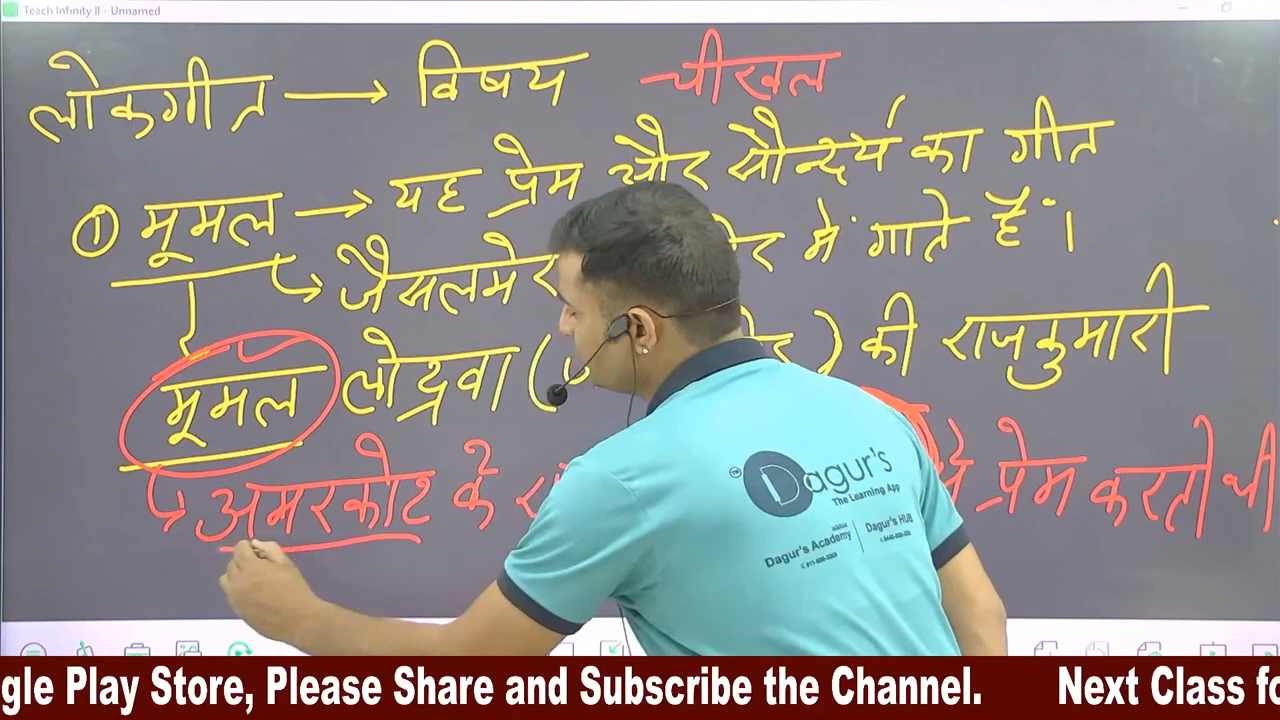 Teach Infinity II - Unnamed
लोकगीत → विषय चीखल
① मूमल → यह प्रेम और सौन्दर्य का गीत
↳ जैसलमेर में गाते हैं।
मूमल लोद्रवा ( ) की राजकुमारी
↳ अमरकोट के प्रेम करती थी
Dagur's
The Learning App
Dagur's Academy
Dagur's HUB
gle Play Store, Please Share and Subscribe the Channel. Next Class fo